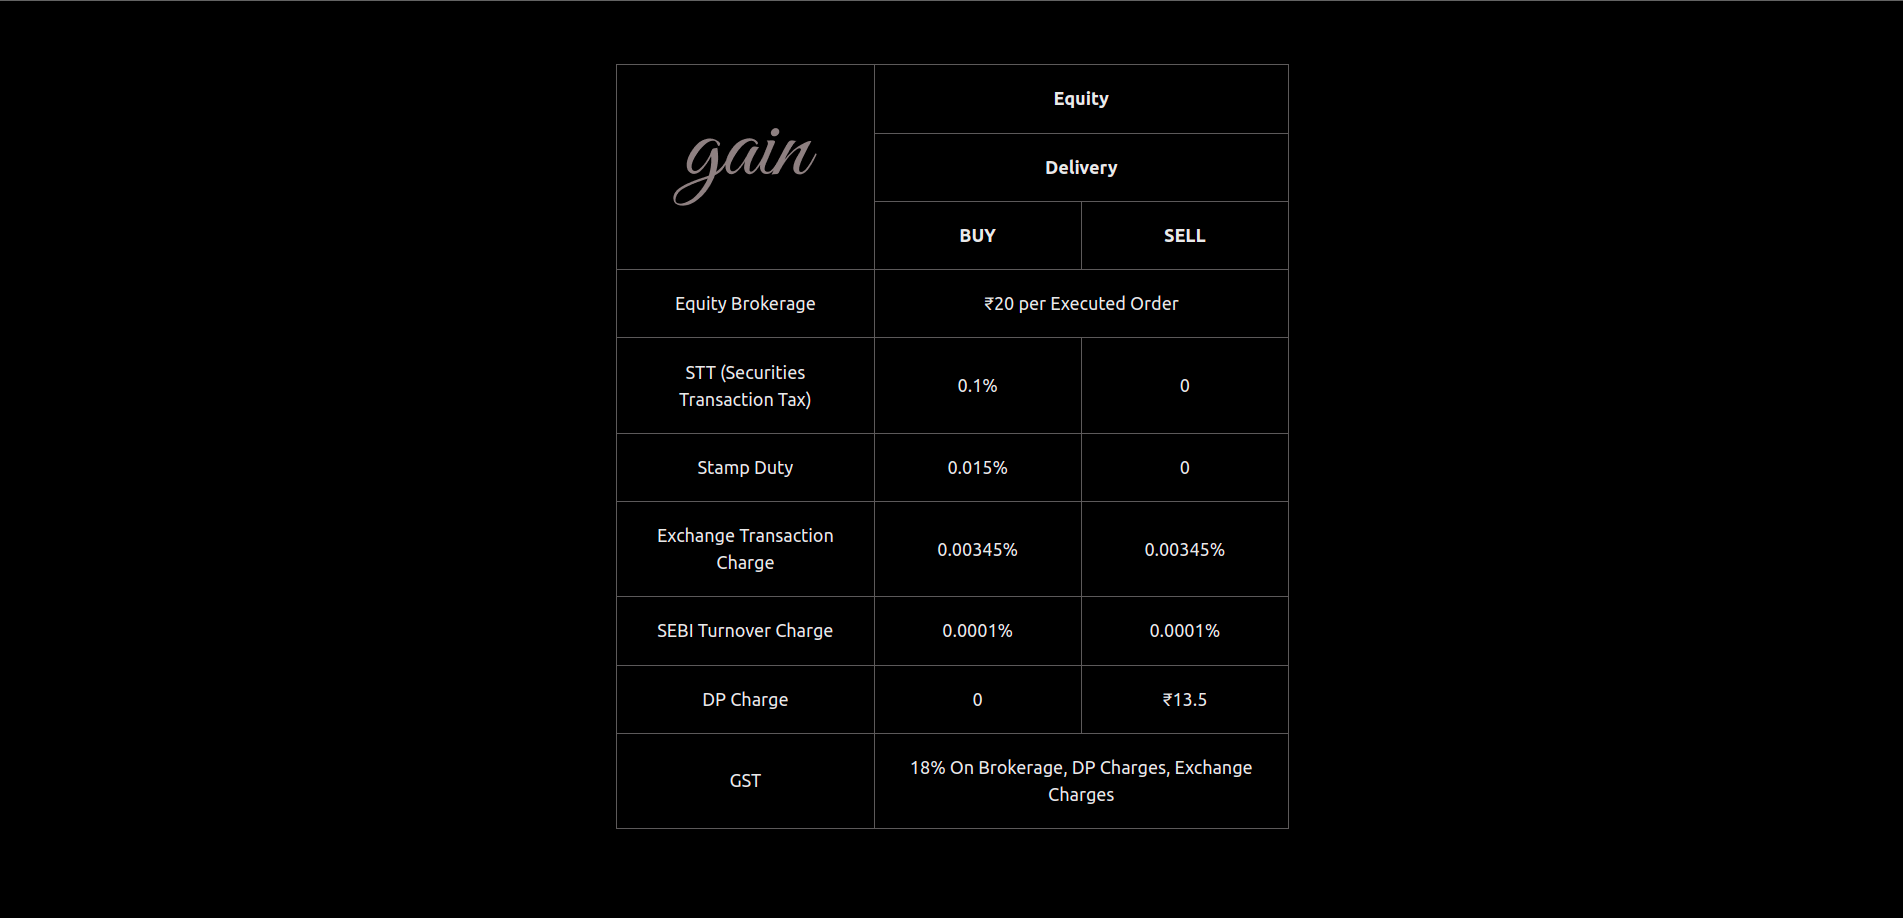 gain
Equity
Delivery
BUY SELL
Equity Brokerage ₹20 per Executed Order
STT (Securities
Transaction Tax) 0.1% 0
Stamp Duty 0.015% 0
Exchange Transaction
Charge 0.00345% 0.00345%
SEBI Turnover Charge 0.0001% 0.0001%
DP Charge 0 ₹13.5
GST 18% On Brokerage, DP Charges, Exchange
Charges